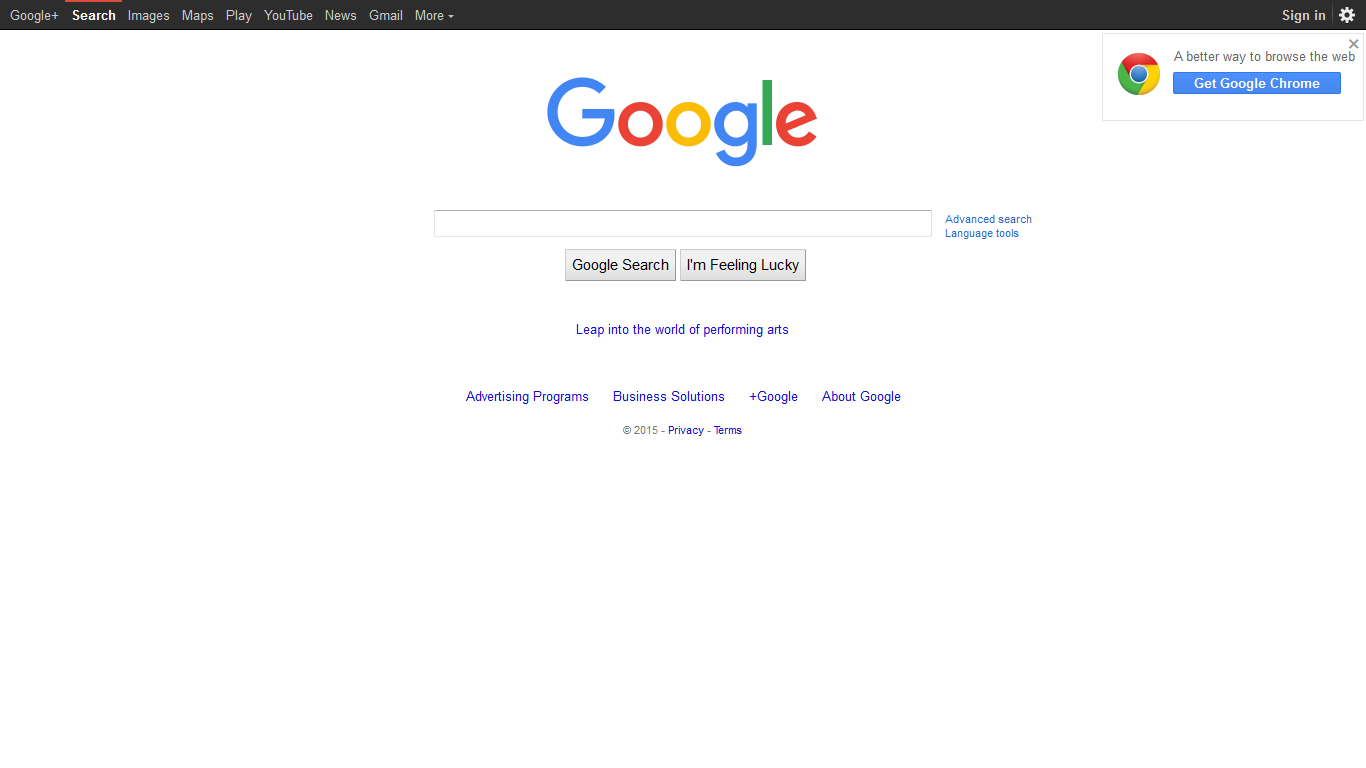 Google+ Search Images Maps Play YouTube News Gmail More Sign in
A better way to browse the web
Get Google Chrome
Google
Advanced search
Language tools
Google Search I'm Feeling Lucky
Leap into the world of performing arts
Advertising Programs Business Solutions +Google About Google
© 2015 - Privacy - Terms